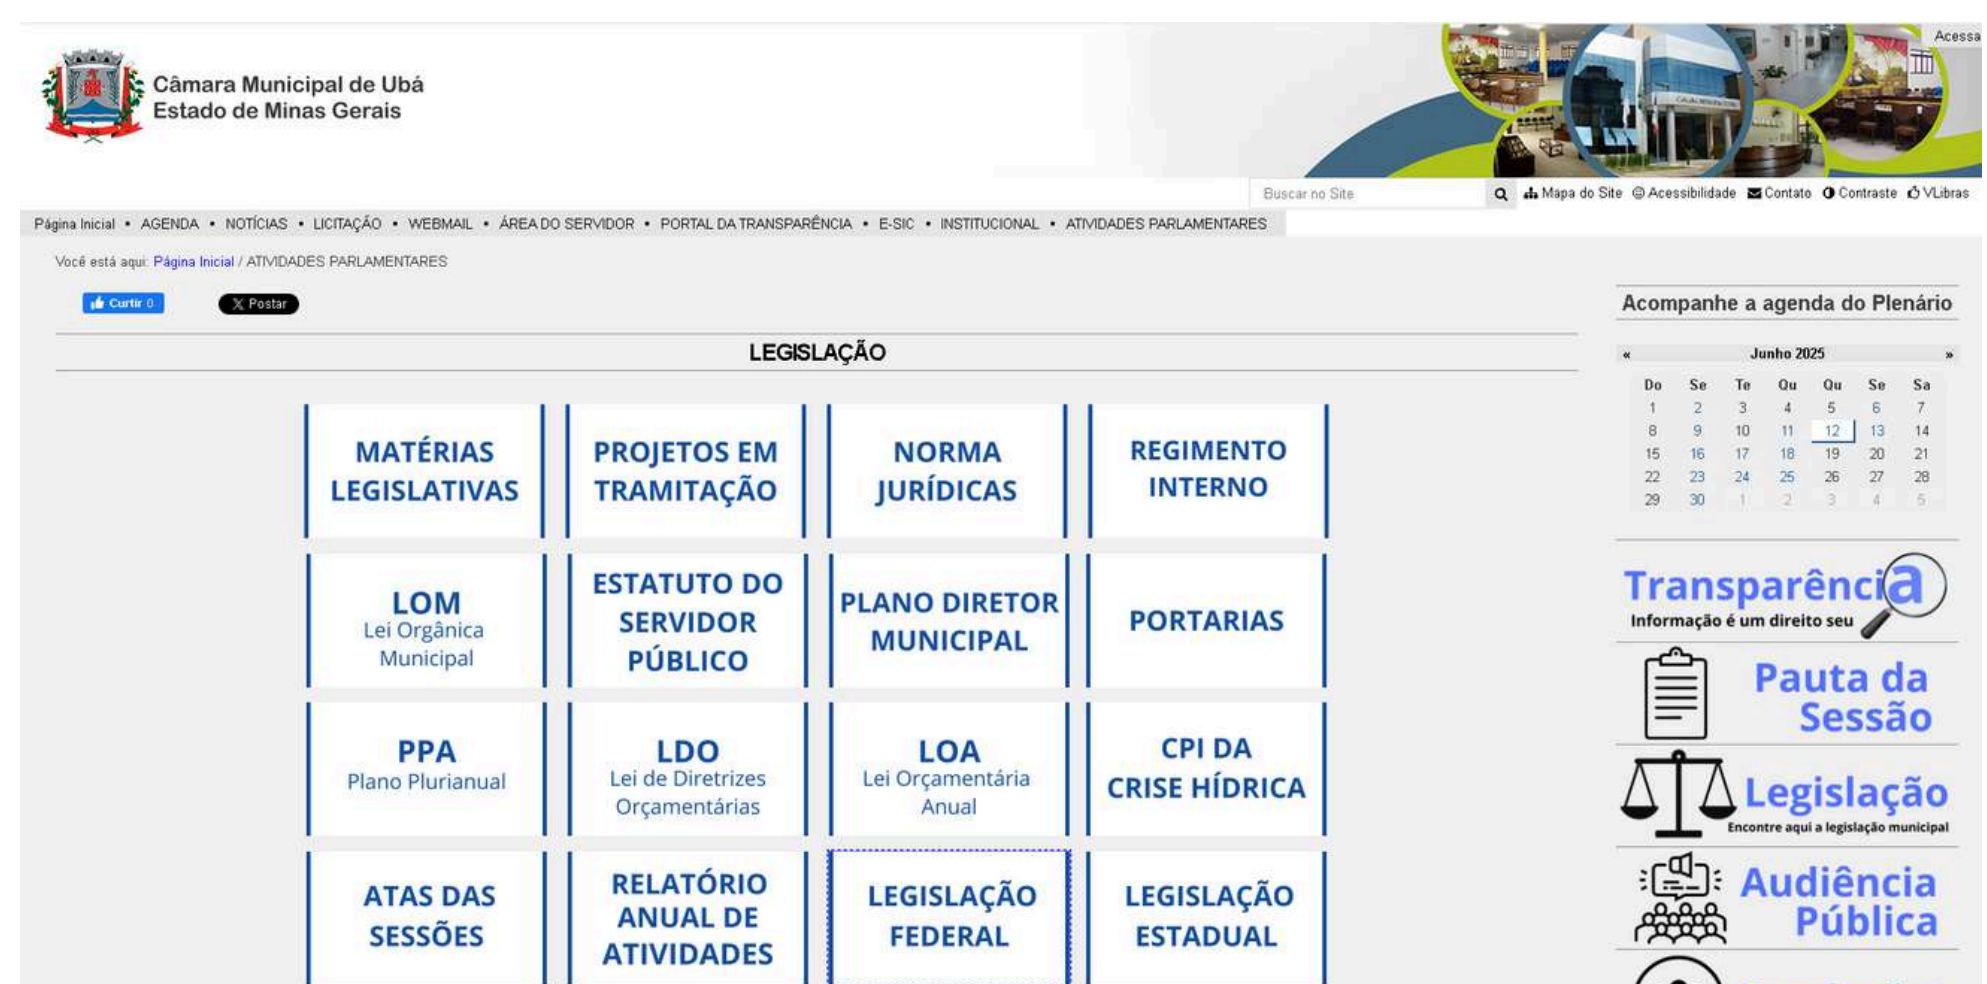 Acessa
Câmara Municipal de Ubá
Estado de Minas Gerais
Buscar no Site
Mapa do Site Acessibilidade Contato Contraste VLibras
Página Inicial • AGENDA • NOTÍCIAS • LICITAÇÃO • WEBMAIL • ÁREA DO SERVIDOR • PORTAL DA TRANSPARÊNCIA • E-SIC • INSTITUCIONAL • ATIVIDADES PARLAMENTARES
Você está aqui: Página Inicial / ATIVIDADES PARLAMENTARES
Curtir 0
X Postar
LEGISLAÇÃO
MATÉRIAS
LEGISLATIVAS
PROJETOS EM
TRAMITAÇÃO
NORMA
JURÍDICAS
REGIMENTO
INTERNO
LOM
Lei Orgânica
Municipal
ESTATUTO DO
SERVIDOR
PÚBLICO
PLANO DIRETOR
MUNICIPAL
PORTARIAS
PPA
Plano Plurianual
LDO
Lei de Diretrizes
Orçamentárias
LOA
Lei Orçamentária
Anual
CPI DA
CRISE HÍDRICA
ATAS DAS
SESSÕES
RELATÓRIO
ANUAL DE
ATIVIDADES
LEGISLAÇÃO
FEDERAL
LEGISLAÇÃO
ESTADUAL
Acompanhe a agenda do Plenário
« Junho 2025 »
Do Se Te Qu Qu Se Sa
1 2 3 4 5 6 7
8 9 10 11 12 13 14
15 16 17 18 19 20 21
22 23 24 25 26 27 28
29 30 1 2 3 4 5
Transparência
Informação é um direito seu
Pauta da
Sessão
Legislação
Encontre aqui a legislação municipal
Audiência
Pública